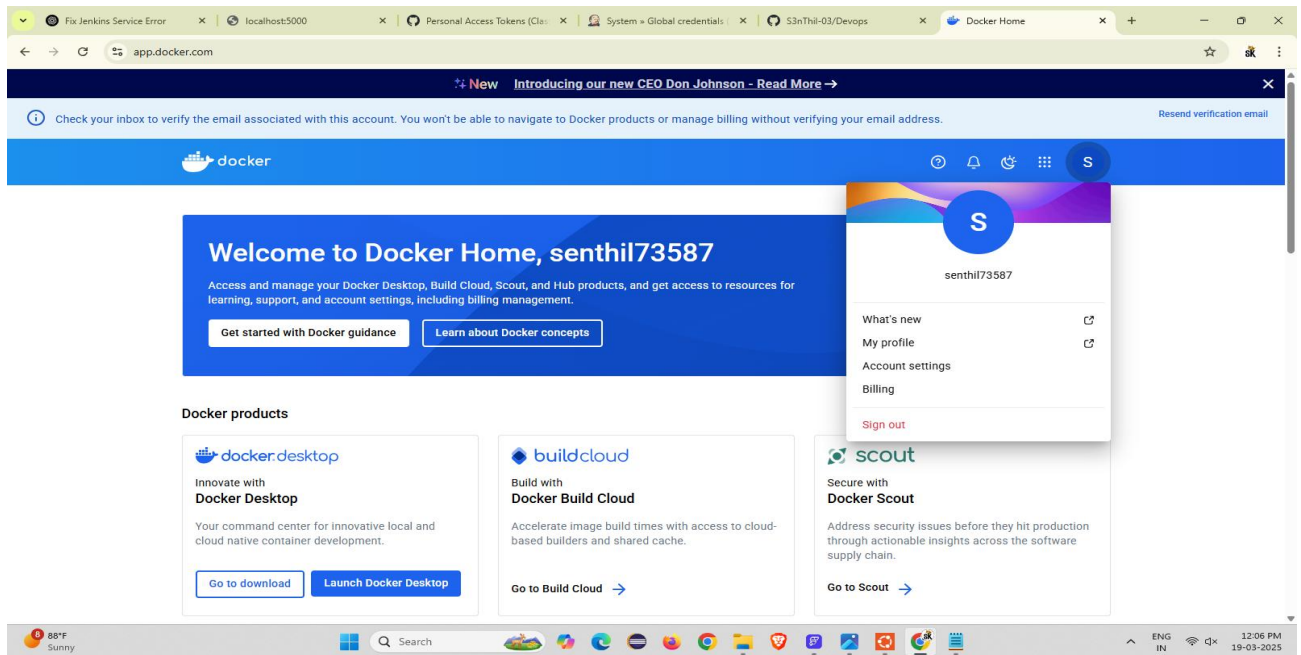 Fix Jenkins Service Error
localhost:5000
Personal Access Tokens (Clas
System » Global credentials (
S3nThil-03/Devops
Docker Home
app.docker.com
sk
New Introducing our new CEO Don Johnson - Read More →
Check your inbox to verify the email associated with this account. You won't be able to navigate to Docker products or manage billing without verifying your email address.
Resend verification email
docker
S
Welcome to Docker Home, senthil73587
Access and manage your Docker Desktop, Build Cloud, Scout, and Hub products, and get access to resources for
learning, support, and account settings, including billing management.
Get started with Docker guidance
Learn about Docker concepts
S
senthil73587
What's new
My profile
Account settings
Billing
Sign out
Docker products
docker.desktop
Innovate with
Docker Desktop
Your command center for innovative local and
cloud native container development.
Go to download
Launch Docker Desktop
buildcloud
Build with
Docker Build Cloud
Accelerate image build times with access to cloud-
based builders and shared cache.
Go to Build Cloud →
scout
Secure with
Docker Scout
Address security issues before they hit production
through actionable insights across the software
supply chain.
Go to Scout →
8
88°F
Sunny
Search
sk
ENG
IN
12:06 PM
19-03-2025